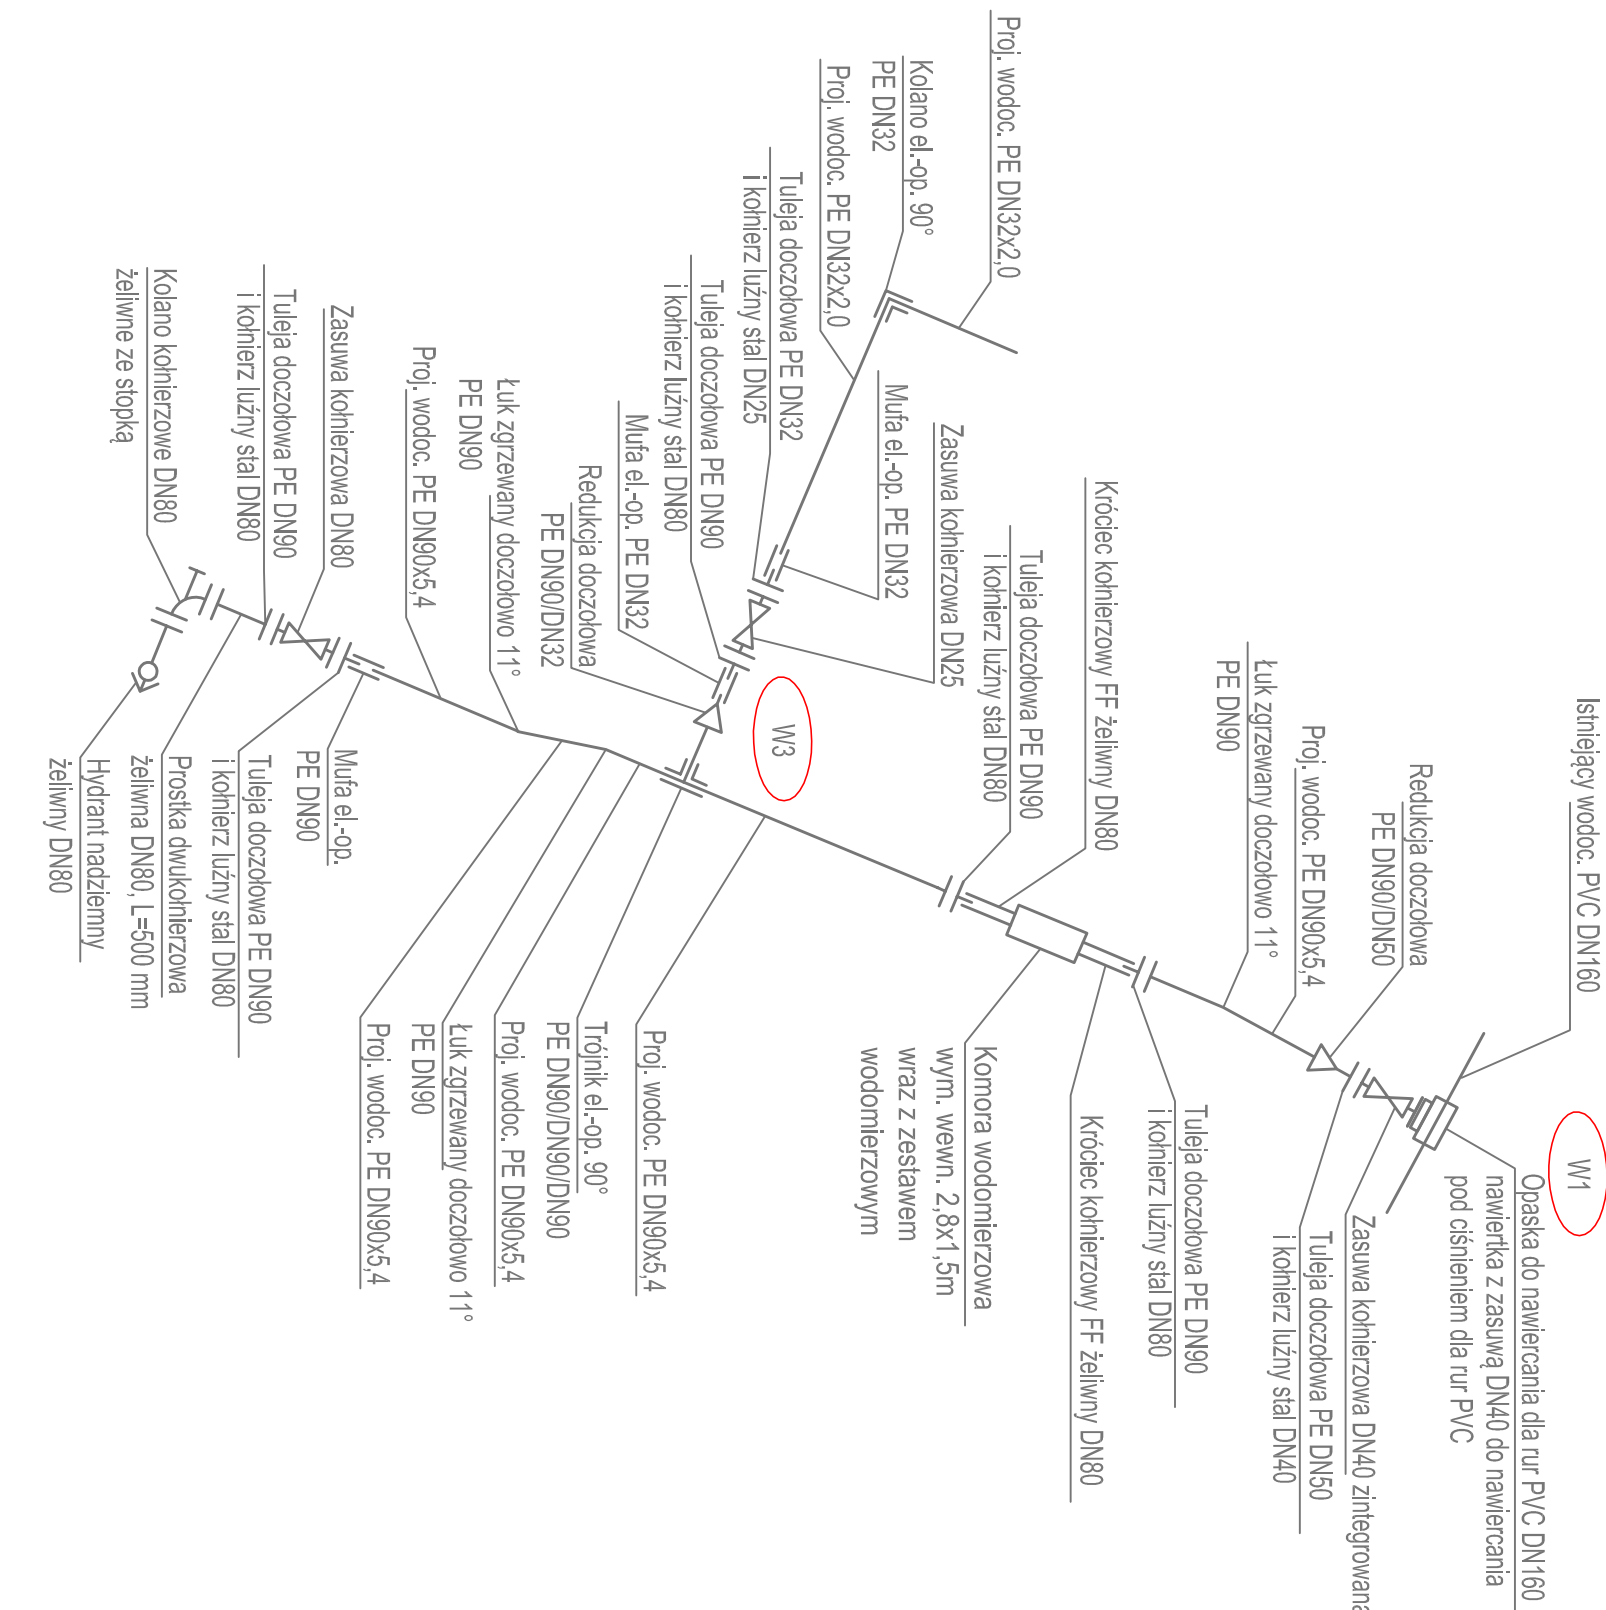 Istniejący wodoc. PVC DN160
W1
Opaska do nawiercania dla rur PVC DN160
nawiertka z zasuwą DN40 do nawiercania
pod ciśnieniem dla rur PVC
Redukcja doczołowa
PE DN90/DN50
Zasuwa kołnierzowa DN40 zintegrowana
Tuleja doczołowa PE DN50
i kołnierz luźny stal DN40
Proj. wodoc. PE DN90x5,4
Łuk zgrzewany doczołowo 11°
PE DN90
Tuleja doczołowa PE DN90
i kołnierz luźny stal DN80
Króciec kołnierzowy FF żeliwny DN80
Króciec kołnierzowy FF żeliwny DN80
Tuleja doczołowa PE DN90
i kołnierz luźny stal DN80
Komora wodomierzowa
wym. wewn. 2,8x1,5m
wraz z zestawem
wodomierzowym
Proj. wodoc. PE DN32x2,0
Kolano el.-op. 90°
PE DN32
Proj. wodoc. PE DN32x2,0
Zasuwa kołnierzowa DN25
Mufa el.-op. PE DN32
Tuleja doczołowa PE DN32
i kołnierz luźny stal DN25
W3
Tuleja doczołowa PE DN90
i kołnierz luźny stal DN80
Mufa el.-op. PE DN32
Redukcja doczołowa
PE DN90/DN32
Proj. wodoc. PE DN90x5,4
Trójnik el.-op. 90°
PE DN90/DN90/DN90
Proj. wodoc. PE DN90x5,4
Łuk zgrzewany doczołowo 11°
PE DN90
Proj. wodoc. PE DN90x5,4
Łuk zgrzewany doczołowo 11°
PE DN90
Proj. wodoc. PE DN90x5,4
Zasuwa kołnierzowa DN80
Tuleja doczołowa PE DN90
i kołnierz luźny stal DN80
Kolano kołnierzowe DN80
żeliwne ze stopką
Mufa el.-op.
PE DN90
Tuleja doczołowa PE DN90
i kołnierz luźny stal DN80
Prostka dwukołnierzowa
żeliwna DN80, L=500 mm
Hydrant nadziemny
żeliwny DN80